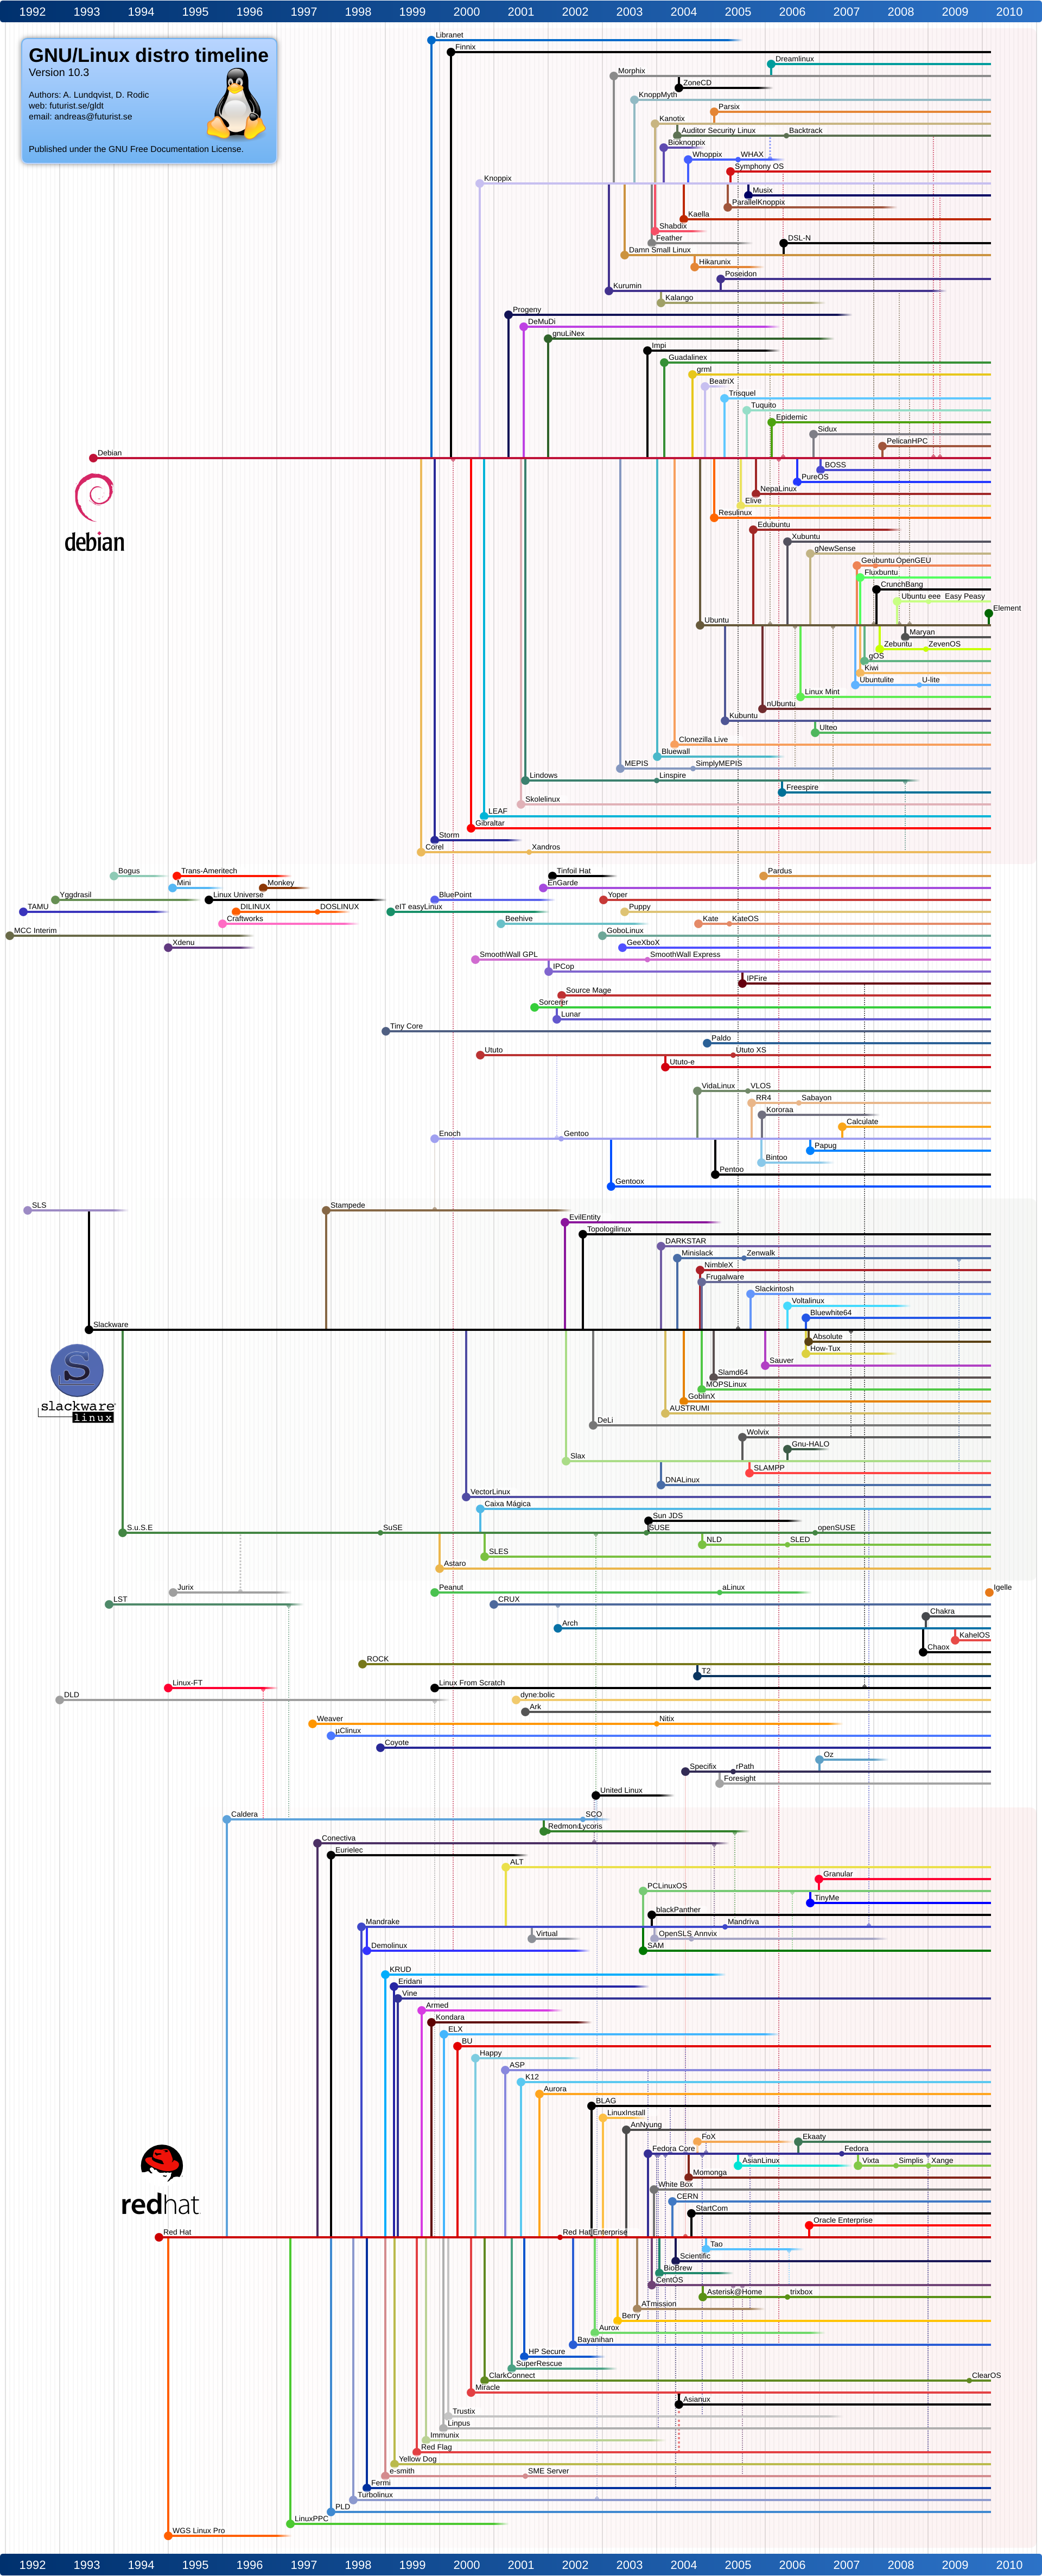 1992 1993 1994 1995 1996 1997 1998 1999 2000 2001 2002 2003 2004 2005 2006 2007 2008 2009 2010
GNU/Linux distro timeline
Version 10.3
Authors: A. Lundqvist, D. Rodic
web: futurist.se/gldt
email: andreas@futurist.se
Published under the GNU Free Documentation License.
Libranet
Finnix
Dreamlinux
Morphix
ZoneCD
KnoppMyth
Parsix
Kanotix
Auditor Security Linux Backtrack
Bioknoppix
Whoppix WHAX
Symphony OS
Knoppix
Musix
ParallelKnoppix
Kaella
Shabdix
Feather DSL-N
Damn Small Linux
Hikarunix
Poseidon
Kurumin
Kalango
Progeny
DeMuDi
gnuLiNex
Impi
Guadalinex
grml
BeatriX
Trisquel
Tuquito
Epidemic
Sidux
PelicanHPC
Debian
debian
BOSS
PureOS
NepaLinux
Elive
Resulinux
Edubuntu
Xubuntu
gNewSense
Geubuntu OpenGEU
Fluxbuntu
CrunchBang
Ubuntu eee Easy Peasy
Element
Ubuntu
Maryan
Zebuntu ZevenOS
gOS
Kiwi
Ubuntulite U-lite
Linux Mint
nUbuntu
Kubuntu
Ulteo
Clonezilla Live
Bluewall
MEPIS SimplyMEPIS
Lindows Linspire
Freespire
Skolelinux
LEAF
Gibraltar
Storm
Corel Xandros
Bogus Trans-Ameritech Tinfoil Hat Pardus
Mini Monkey EnGarde
Yggdrasil Linux Universe BluePoint Yoper
TAMU DILINUX DOSLINUX eIT easyLinux Puppy
Craftworks Beehive Kate KateOS
MCC Interim GoboLinux
Xdenu GeeXboX
SmoothWall GPL SmoothWall Express
IPCop
IPFire
Source Mage
Sorcerer
Lunar
Tiny Core
Paldo
Ututo Ututo XS
Ututo-e
VidaLinux VLOS
RR4 Sabayon
Kororaa
Calculate
Enoch Gentoo
Papug
Bintoo
Pentoo
Gentoox
SLS Stampede
EvilEntity
Topologilinux
DARKSTAR
Minislack Zenwalk
NimbleX
Frugalware
Slackintosh
Voltalinux
Bluewhite64
Slackware
Absolute
How-Tux
Sauver
Slamd64
MOPSLinux
GoblinX
AUSTRUMI
DeLi
Wolvix
Gnu-HALO
Slax
SLAMPP
DNALinux
slackware
linux
VectorLinux
Caixa Mágica
Sun JDS
S.u.S.E SuSE SUSE openSUSE
NLD SLED
SLES
Astaro
Jurix Peanut aLinux Igelle
LST CRUX
Chakra
Arch
KahelOS
Chaox
ROCK
T2
Linux-FT Linux From Scratch
DLD dyne:bolic
Ark
Weaver Nitix
µClinux
Coyote
Oz
Specifix rPath
Foresight
United Linux
Caldera SCO
Redmond Lycoris
Conectiva
Eurielec
ALT
Granular
PCLinuxOS
TinyMe
blackPanther
Mandrake Mandriva
Virtual OpenSLS Annvix
Demolinux SAM
KRUD
Eridani
Vine
Armed
Kondara
ELX
BU
Happy
ASP
K12
Aurora
BLAG
LinuxInstall
AnNyung
FoX Ekaaty
Fedora Core Fedora
AsianLinux Vixta Simplis Xange
Momonga
White Box
CERN
StartCom
Oracle Enterprise
redhat
Red Hat Red Hat Enterprise
Tao
Scientific
BioBrew
CentOS
Asterisk@Home trixbox
ATmission
Berry
Aurox
Bayanihan
HP Secure
SuperRescue
ClarkConnect ClearOS
Miracle
Asianux
Trustix
Linpus
Immunix
Red Flag
Yellow Dog
e-smith SME Server
Fermi
Turbolinux
PLD
LinuxPPC
WGS Linux Pro
1992 1993 1994 1995 1996 1997 1998 1999 2000 2001 2002 2003 2004 2005 2006 2007 2008 2009 2010